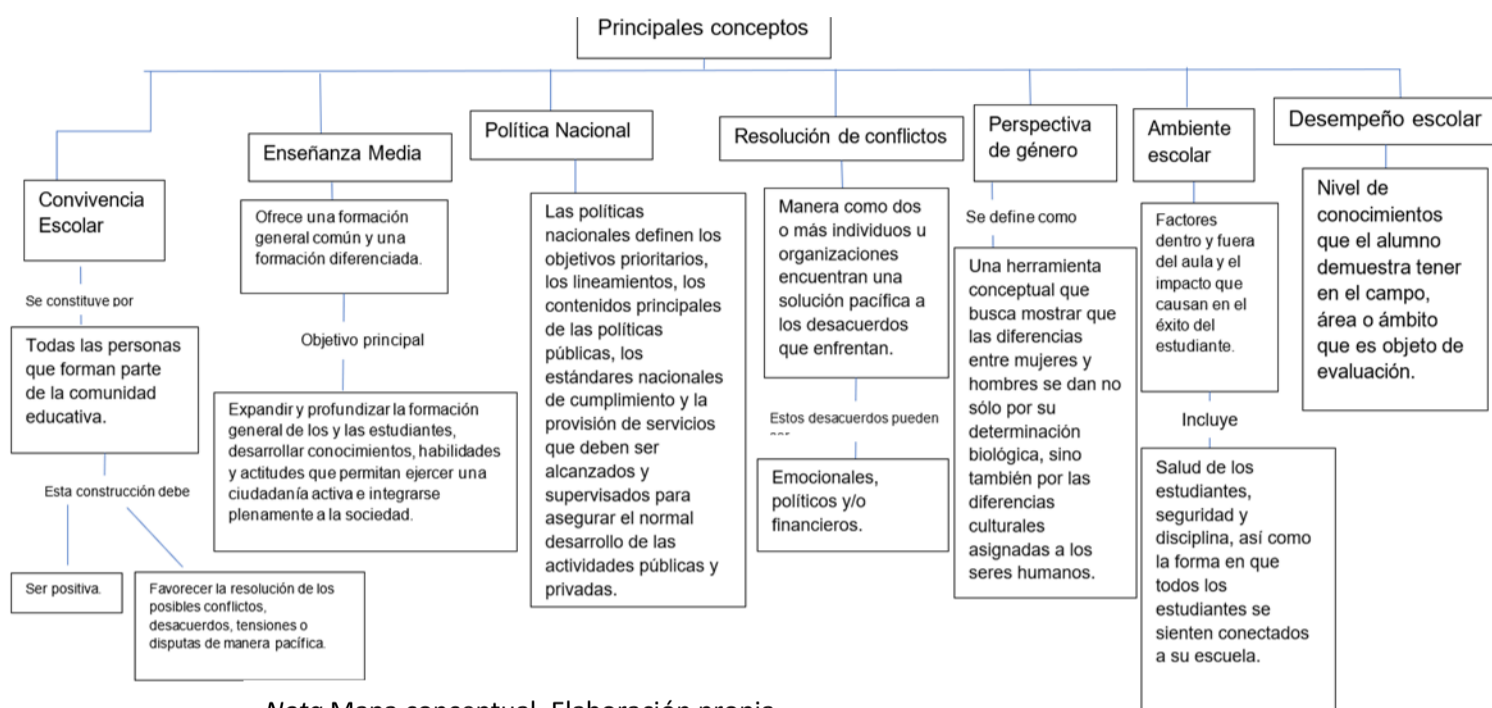 Principales conceptos
Convivencia
Escolar
Se constituye por
Todas las personas
que forman parte
de la comunidad
educativa.
Esta construcción debe
Ser positiva.
Favorecer la resolución de los
posibles conflictos,
desacuerdos, tensiones o
disputas de manera pacífica.
Enseñanza Media
Ofrece una formación
general común y una
formación diferenciada.
Objetivo principal
Expandir y profundizar la formación
general de los y las estudiantes,
desarrollar conocimientos, habilidades
y actitudes que permitan ejercer una
ciudadanía activa e integrarse
plenamente a la sociedad.
Política Nacional
Las políticas
nacionales definen los
objetivos prioritarios,
los lineamientos, los
contenidos principales
de las políticas
públicas, los
estándares nacionales
de cumplimiento y la
provisión de servicios
que deben ser
alcanzados y
supervisados para
asegurar el normal
desarrollo de las
actividades públicas y
privadas.
Resolución de conflictos
Manera como dos
o más individuos u
organizaciones
encuentran una
solución pacífica a
los desacuerdos
que enfrentan.
Estos desacuerdos pueden
Emocionales,
políticos y/o
financieros.
Perspectiva
de género
Se define como
Una herramienta
conceptual que
busca mostrar que
las diferencias
entre mujeres y
hombres se dan no
sólo por su
determinación
biológica, sino
también por las
diferencias
culturales
asignadas a los
seres humanos.
Ambiente
escolar
Factores
dentro y fuera
del aula y el
impacto que
causan en el
éxito del
estudiante.
Incluye
Salud de los
estudiantes,
seguridad y
disciplina, así como
la forma en que
todos los
estudiantes se
sienten conectados
a su escuela.
Desempeño escolar
Nivel de
conocimientos
que el alumno
demuestra tener
en el campo,
área o ámbito
que es objeto de
evaluación.
Nota Mapa conceptual. Elaboración propia